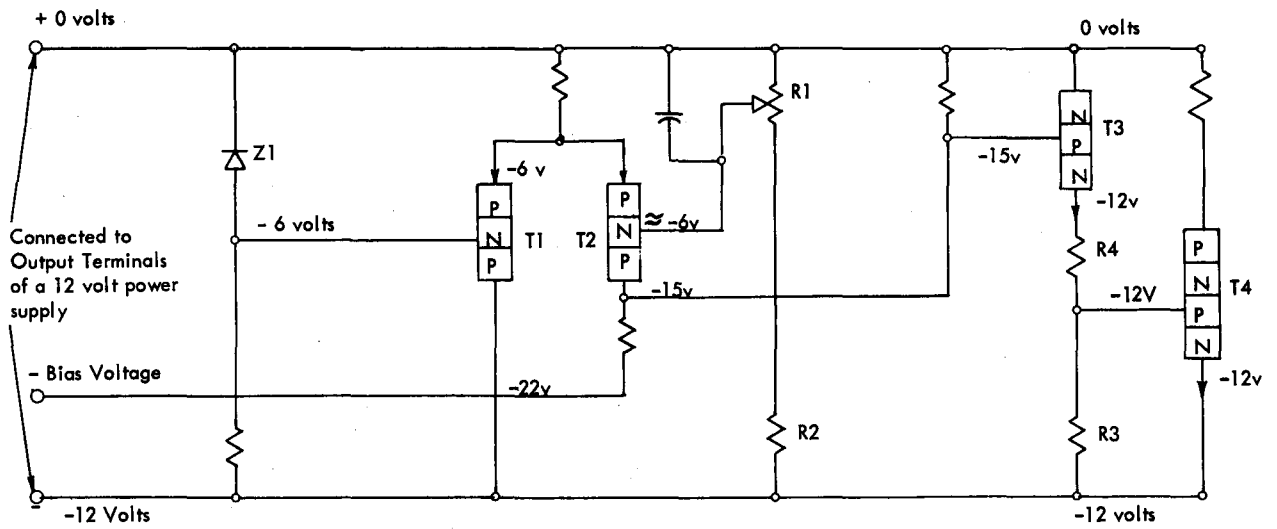 + 0 volts
0 volts
R1
Z1
-6 v
T3
-15v
- 6 volts
≈ -6v
T1
T2
P
N
P
P
N
P
N
P
N
-12v
Connected to
Output Terminals
of a 12 volt power
supply
R4
P
N
P
N
T4
-15v
-12V
- Bias Voltage
-22v
-12v
R2
R3
-12 Volts
-12 volts